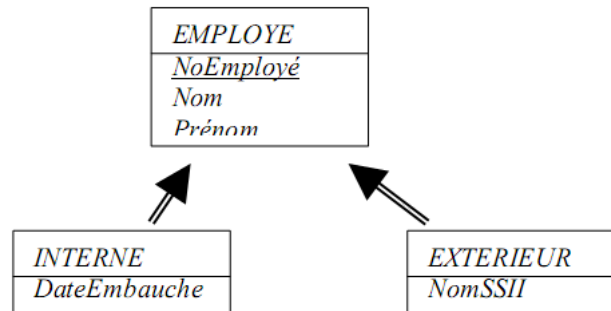 EMPLOYE
NoEmployé
Nom
Prénom
INTERNE
DateEmbauche
EXTERIEUR
NomSSII